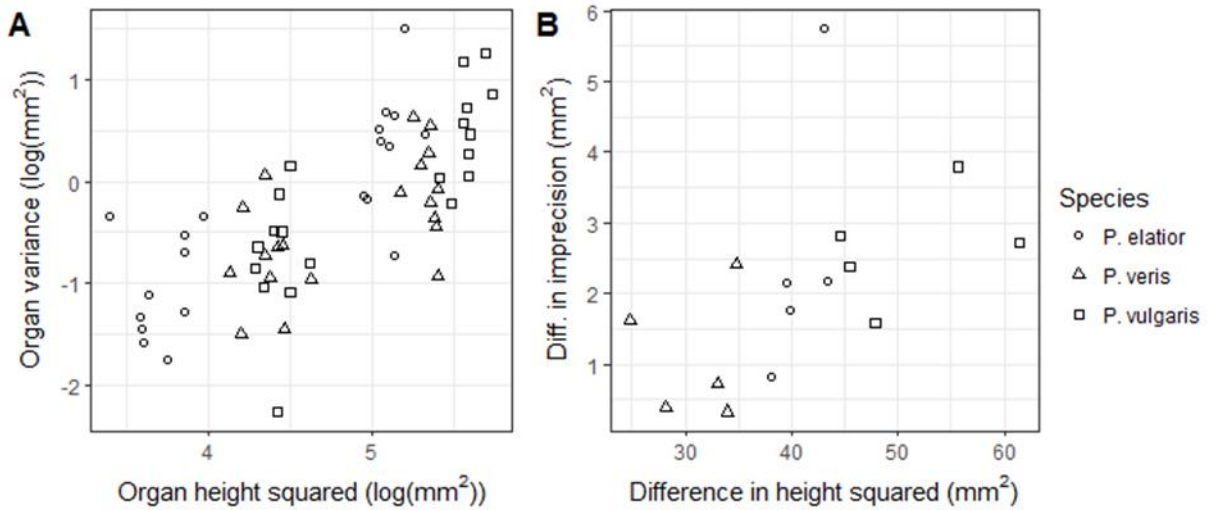 A
Organ variance (log(mm²))
1
0
-1
-2
4
5
Organ height squared (log(mm²))
B
Diff. in imprecision (mm²)
6
5
4
3
2
1
30
40
50
60
Difference in height squared (mm²)
Species
P. elatior
P. veris
P. vulgaris